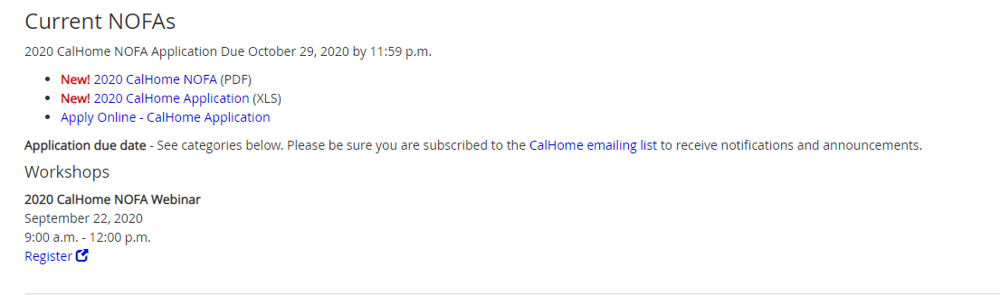 Current NOFAs
2020 CalHome NOFA Application Due October 29, 2020 by 11:59 p.m.
New! 2020 CalHome NOFA (PDF)
New! 2020 CalHome Application (XLS)
Apply Online - CalHome Application
Application due date - See categories below. Please be sure you are subscribed to the CalHome emailing list to receive notifications and announcements.
Workshops
2020 CalHome NOFA Webinar
September 22, 2020
9:00 a.m. - 12:00 p.m.
Register